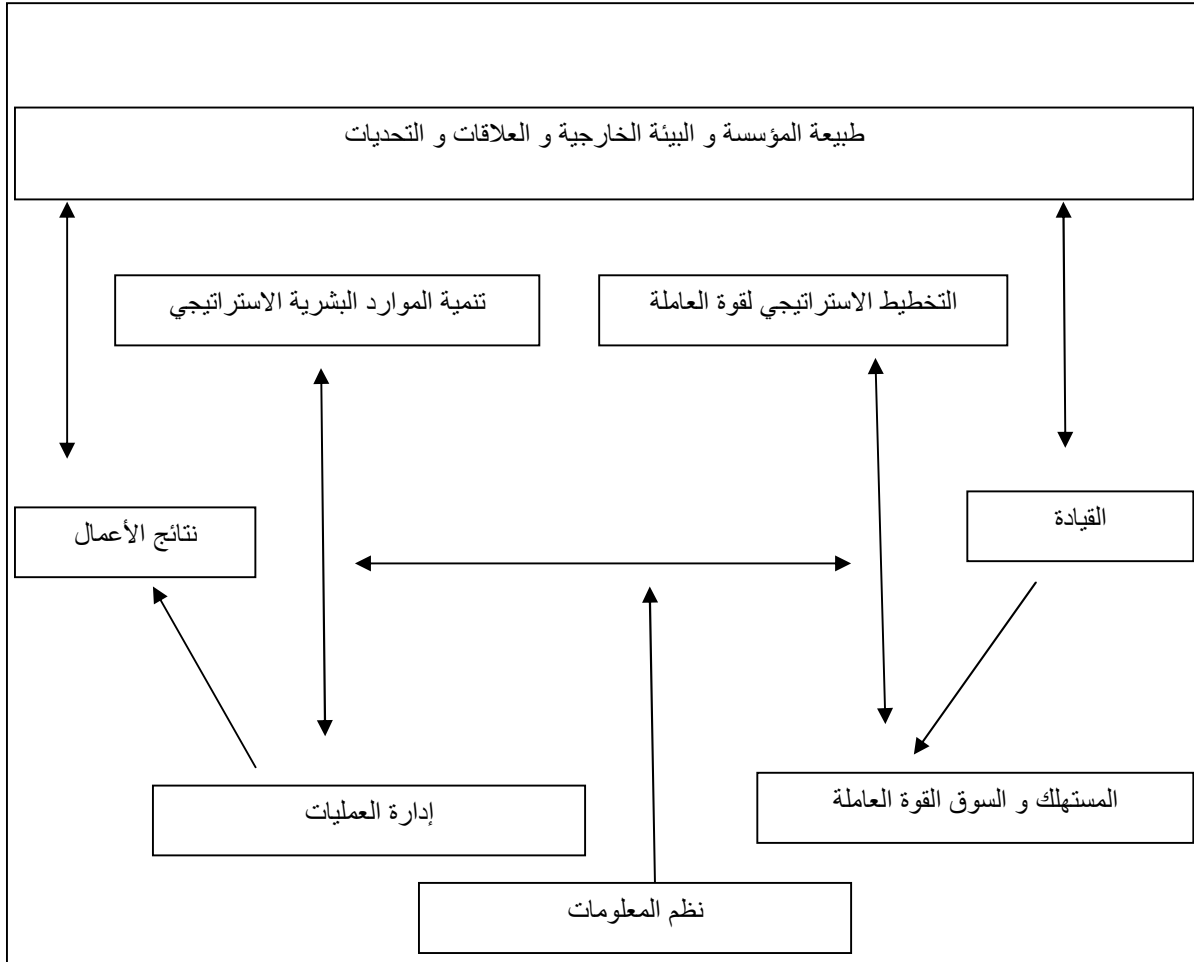 طبيعة المؤسسة و البيئة الخارجية و العلاقات و التحديات
التخطيط الاستراتيجي لقوة العاملة
تنمية الموارد البشرية الاستراتيجي
القيادة
نتائج الأعمال
المستهلك و السوق القوة العاملة
إدارة العمليات
نظم المعلومات